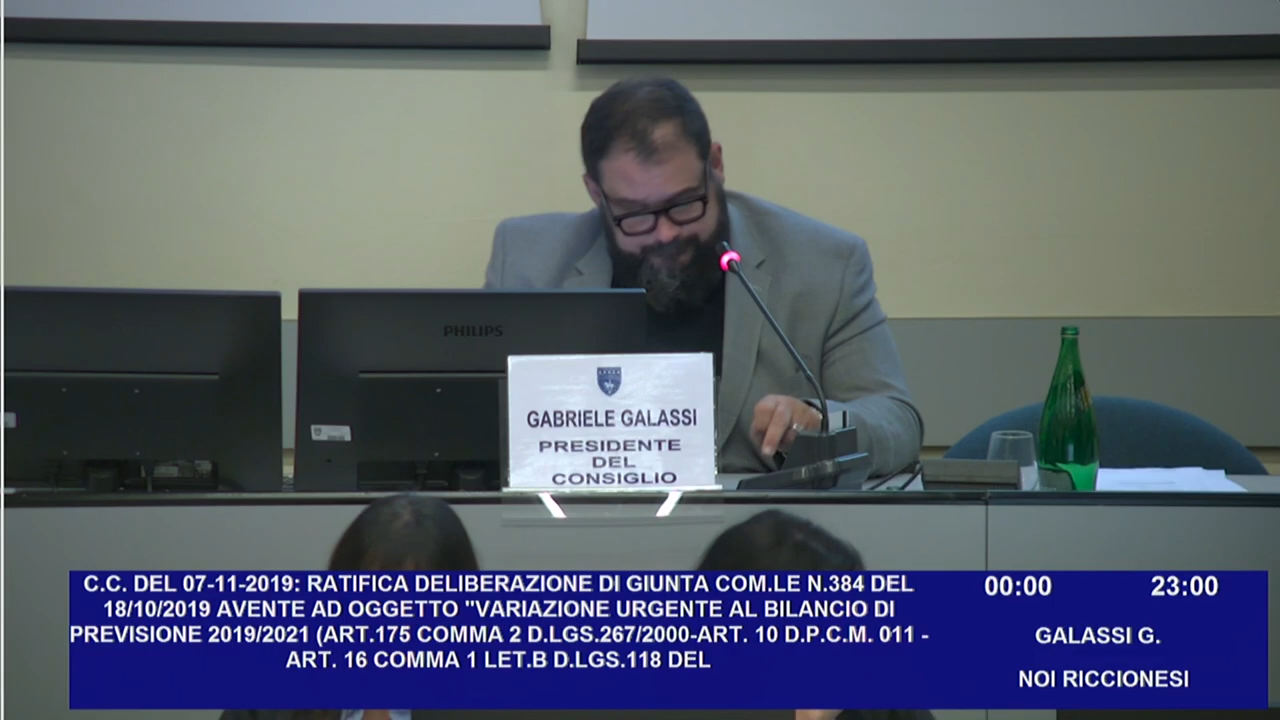 PHILIPS
GABRIELE GALASSI
PRESIDENTE
DEL
CONSIGLIO
C.C. DEL 07-11-2019: RATIFICA DELIBERAZIONE DI GIUNTA COM.LE N.384 DEL
18/10/2019 AVENTE AD OGGETTO "VARIAZIONE URGENTE AL BILANCIO DI
PREVISIONE 2019/2021 (ART.175 COMMA 2 D.LGS.267/2000-ART. 10 D.P.C.M. 011 -
ART. 16 COMMA 1 LET.B D.LGS.118 DEL
00:00 23:00
GALASSI G.
NOI RICCIONESI